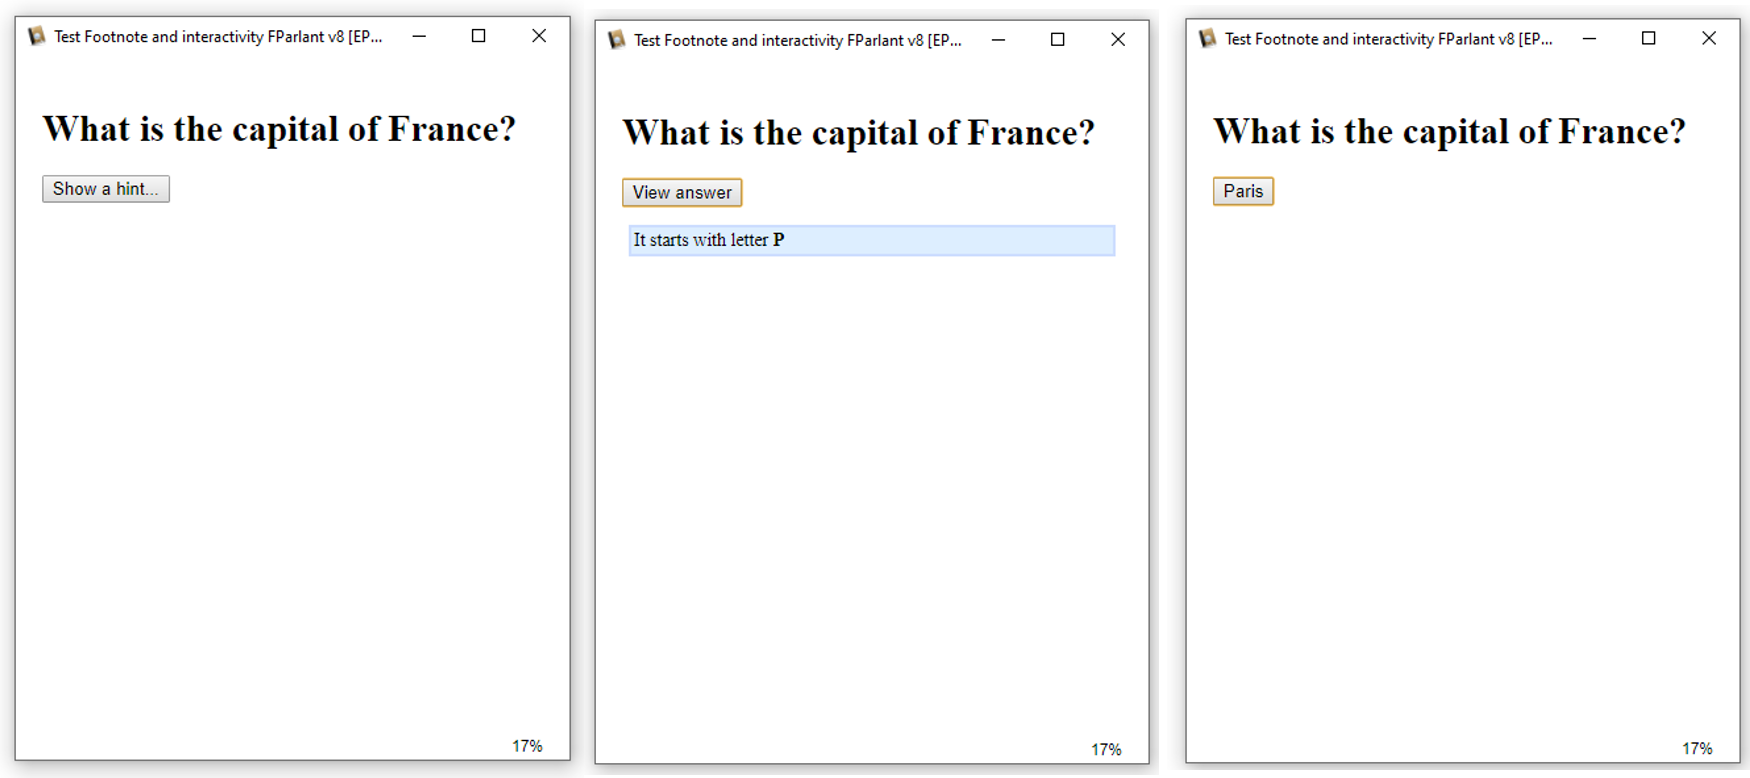 Test Footnote and interactivity FParlant v8 [EP...
What is the capital of France?
Show a hint...
17%
Test Footnote and interactivity FParlant v8 [EP...
What is the capital of France?
View answer
It starts with letter P
17%
Test Footnote and interactivity FParlant v8 [EP...
What is the capital of France?
Paris
17%